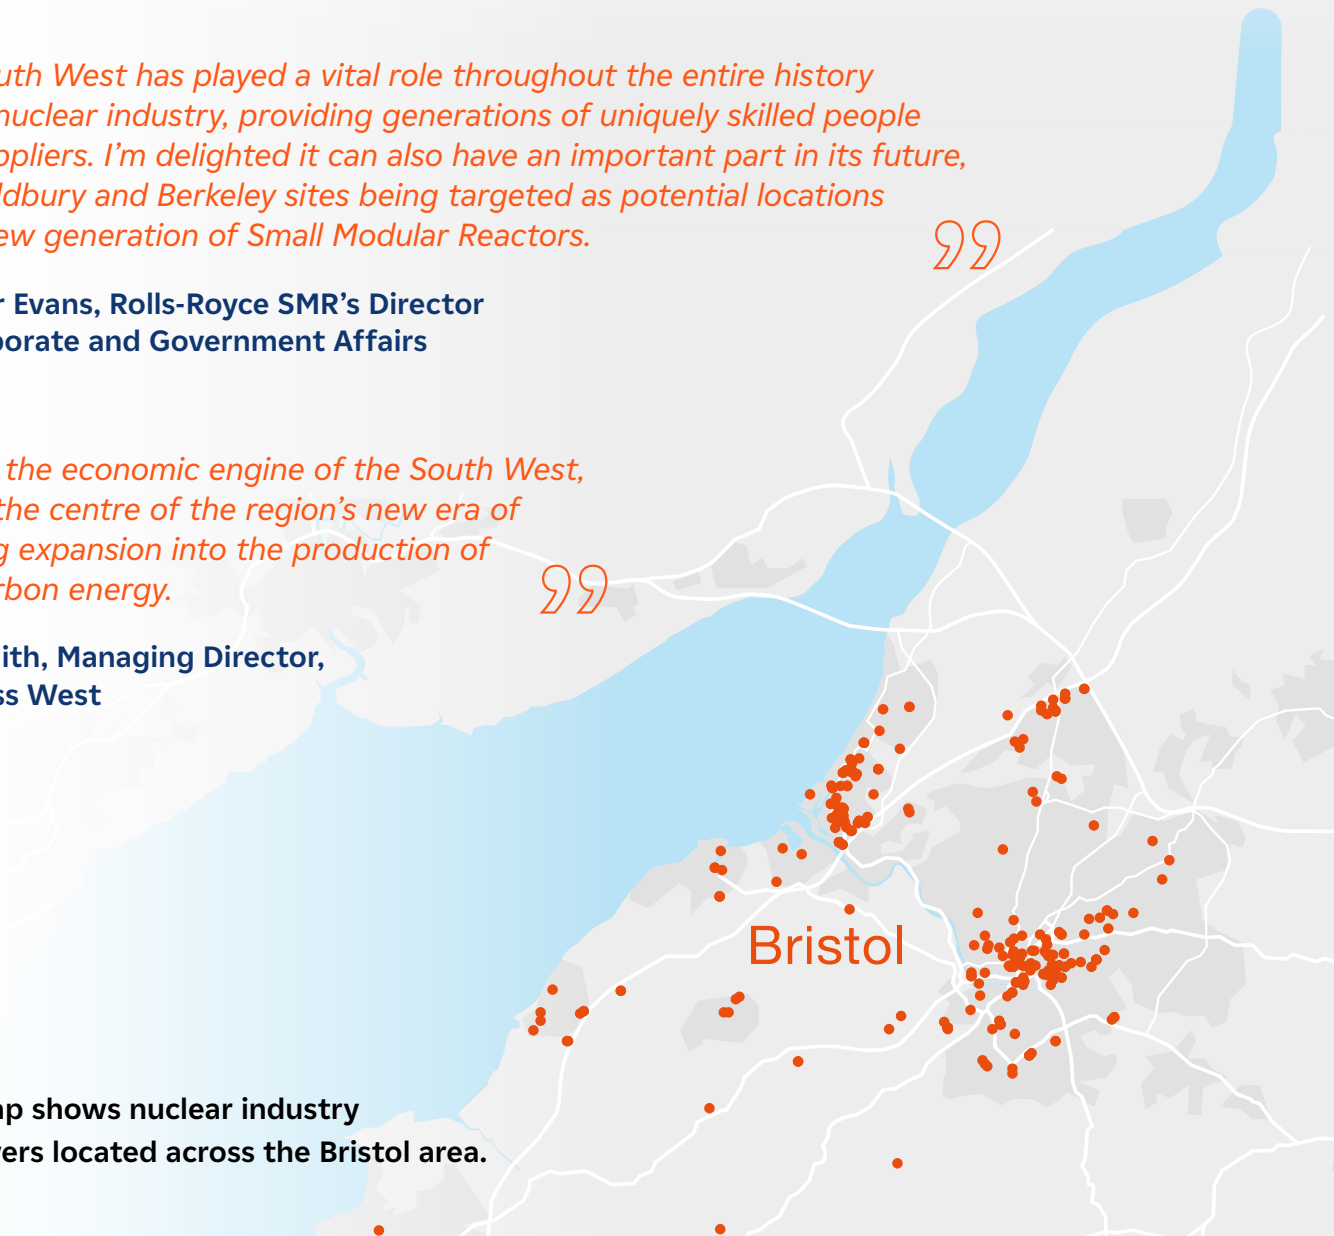 uth West has played a vital role throughout the entire history
nuclear industry, providing generations of uniquely skilled people
ppliers. I’m delighted it can also have an important part in its future,
ldbury and Berkeley sites being targeted as potential locations
ew generation of Small Modular Reactors.
”
r Evans, Rolls-Royce SMR’s Director
porate and Government Affairs
the economic engine of the South West,
the centre of the region’s new era of
g expansion into the production of
rbon energy.
”
ith, Managing Director,
ss West
Bristol
ap shows nuclear industry
yers located across the Bristol area.